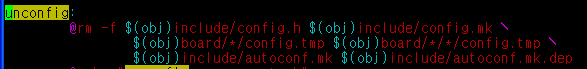 unconfig:
@rm -f $(obj)include/config.h $(obj)include/config.mk \
$(obj)board/*/config.tmp $(obj)board/*/*/config.tmp \
$(obj)include/autoconf.mk $(obj)include/autoconf.mk.dep